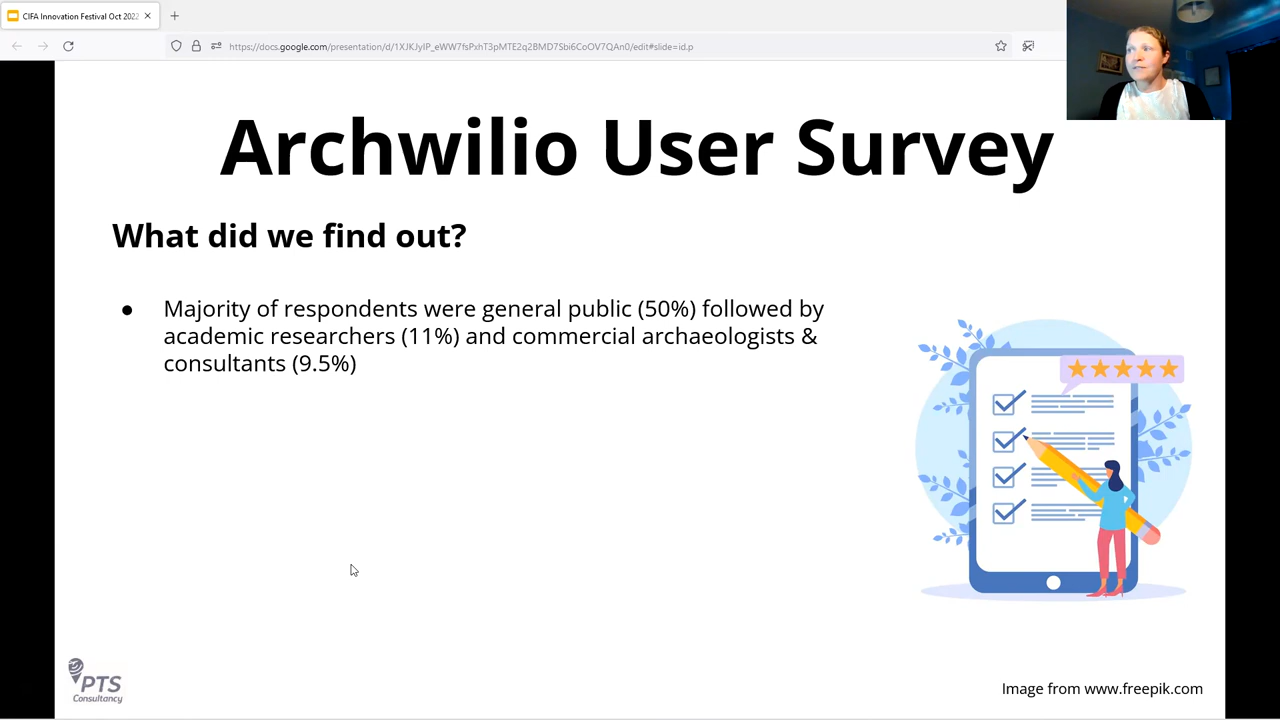 CIFA Innovation Festival Oct 2022
https://docs.google.com/presentation/d/1XJKJyIP_eWW7fsPxhT3pMTE2q2BMD7Sbi6CoOV7QAn0/edit#slide=id.p
Archwilio User Survey
What did we find out?
● Majority of respondents were general public (50%) followed by
academic researchers (11%) and commercial archaeologists &
consultants (9.5%)
PTS
Consultancy
Image from www.freepik.com